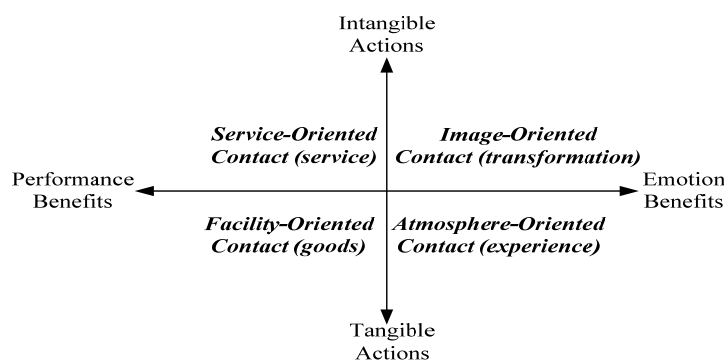 Intangible
Actions
Service-Oriented
Contact (service)
Image-Oriented
Contact (transformation)
Performance
Benefits
Emotion
Benefits
Facility-Oriented
Contact (goods)
Atmosphere-Oriented
Contact (experience)
Tangible
Actions